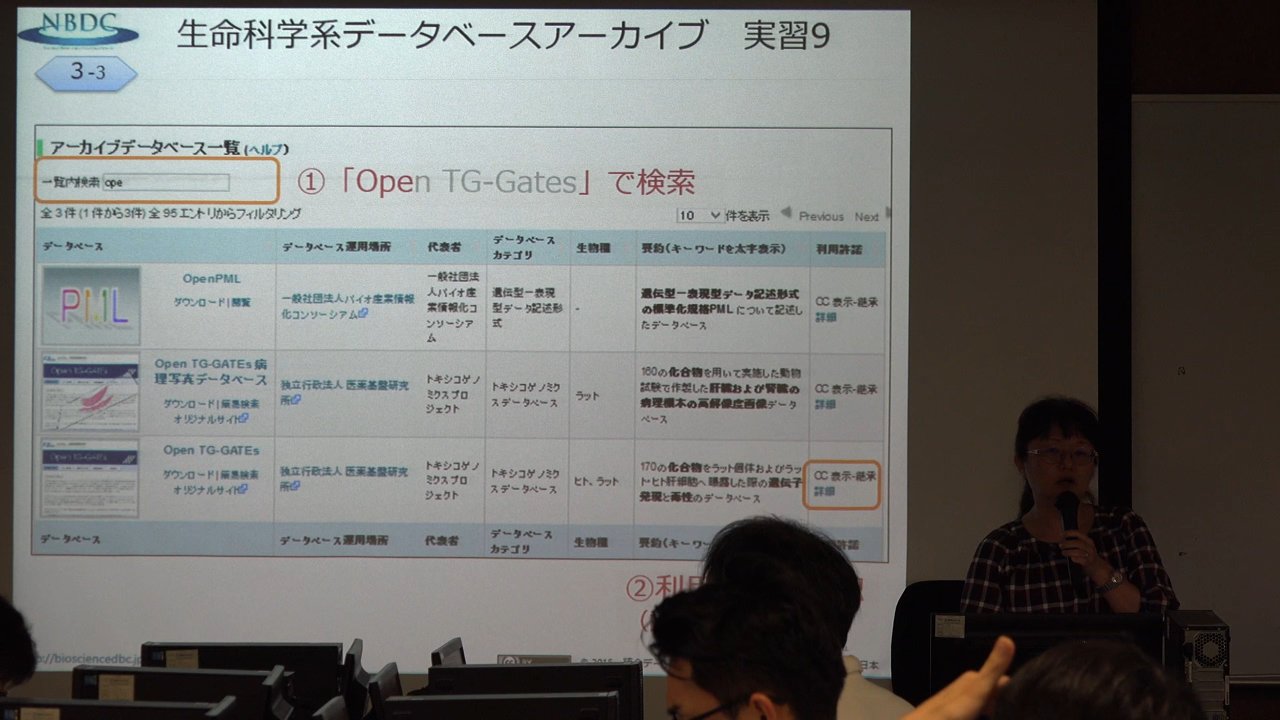 NBDC
生命科学系データベースアーカイブ 実習9
3-3
アーカイブデータベース一覧 (ヘルプ)
一覧内検索 ope
①「Open TG-Gates」で検索
全 3 件 (1 件から3件) 全 95 エントリからフィルタリング
10 件を表示 Previous Next
データベース データベース運用場所 代表者 データベースカテゴリ 生物種 要約(キーワードを太字表示) 利用許諾
PML
OpenPML
ダウンロード | 閲覧
一般社団法人バイオ産業情報
化コンソーシアム
一般社団法
人バイオ産
業情報化コ
ンソーシア
ム
遺伝型ー表現
型データ記述形
式
-
遺伝型ー表現型データ記述形式
の標準化規格PML について記述し
たデータベース
CC 表示-継承
詳細
Open TG-GATEs
Open TG-GATEs 病
理写真データベース
ダウンロード | 簡易検索
オリジナルサイト
独立行政法人 医薬基盤研究
所
トキシコゲノ
ミクスプロ
ジェクト
トキシコゲノミク
スデータベース
ラット
160の化合物を用いて実施した動物
試験で作製した肝臓および腎臓の
病理標本の高解像度画像データ
ベース
CC 表示-継承
詳細
Open TG-GATEs
Open TG-GATEs
ダウンロード | 簡易検索
オリジナルサイト
独立行政法人 医薬基盤研究
所
トキシコゲノ
ミクスプロ
ジェクト
トキシコゲノミク
スデータベース
ヒト、ラット
170の化合物をラット個体およびラッ
ト・ヒト肝細胞へ曝露した際の遺伝子
発現と毒性のデータベース
CC 表示-継承
詳細
データベース データベース運用場所 代表者 データベースカテゴリ 生物種 要約(キーワ 許諾
②利
://biosciencedbc.jp
cc BY
日本